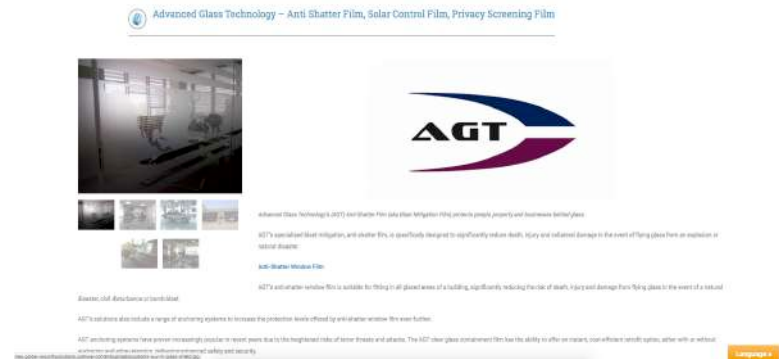 Advanced Glass Technology – Anti Shatter Film, Solar Control Film, Privacy Screening Film
AGT
Advanced Glass Technology's (AGT) Anti-Shatter Film (aka Blast Mitigation Film) protects people, property and businesses behind glass
AGT's specialised blast mitigation, anti-shatter film, is specifically designed to significantly reduce death, injury and collateral damage in the event of flying glass from an explosion or
natural disaster.
Anti-Shatter Window Film
AGT's anti-shatter window film is suitable for fitting in all glazed areas of a building, significantly reducing the risk of death, injury and damage from flying glass in the event of a natural
disaster, civil disturbance or bomb blast.
AGT's solutions also include a range of anchoring systems to increase the protection levels offered by anti-shatter window film even further.
AGT anchoring systems have proven increasingly popular in recent years due to the heightened risks of terror threats and attacks. The AGT clear glass containment film has the ability to offer an instant, cost-efficient retrofit option, either with or without
enhanced safety and security.
Language »